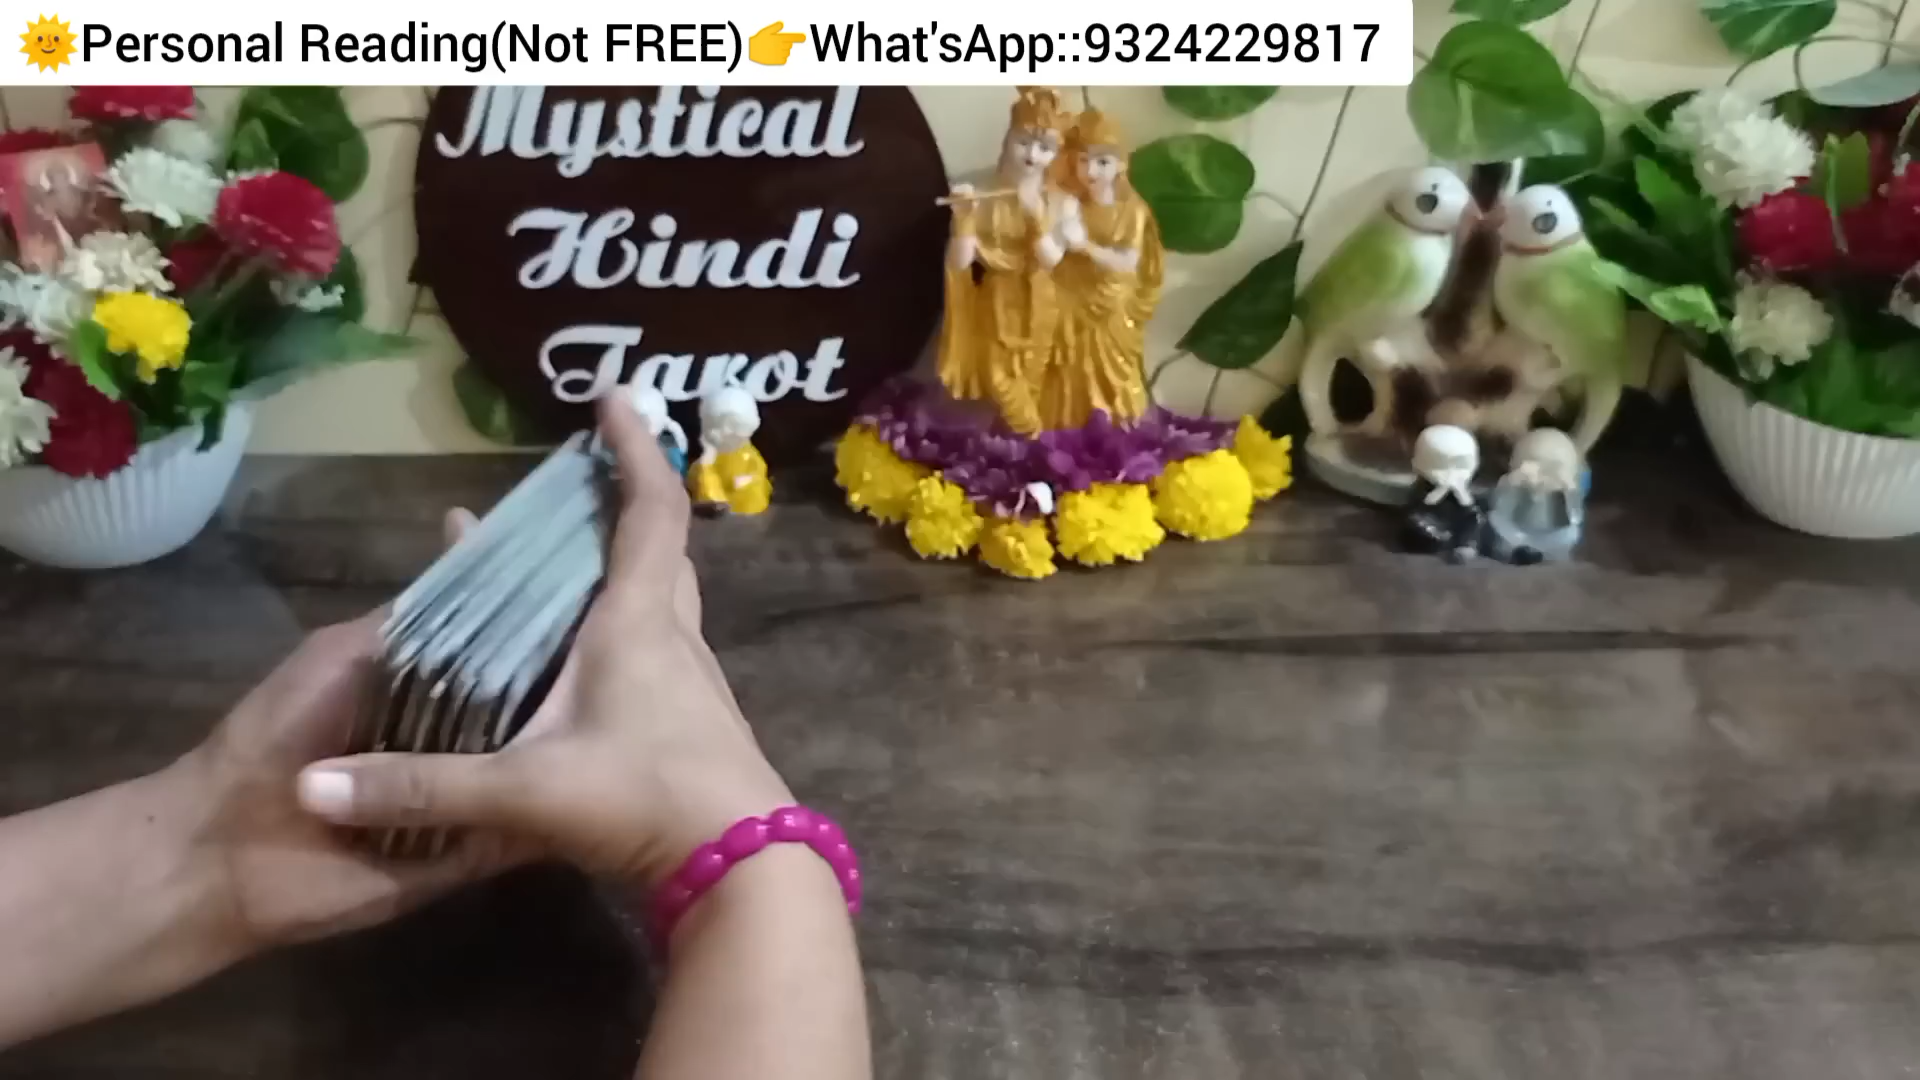 🌞Personal Reading(Not FREE)👉What'sApp::9324229817
Mystical
Hindi
Tarot